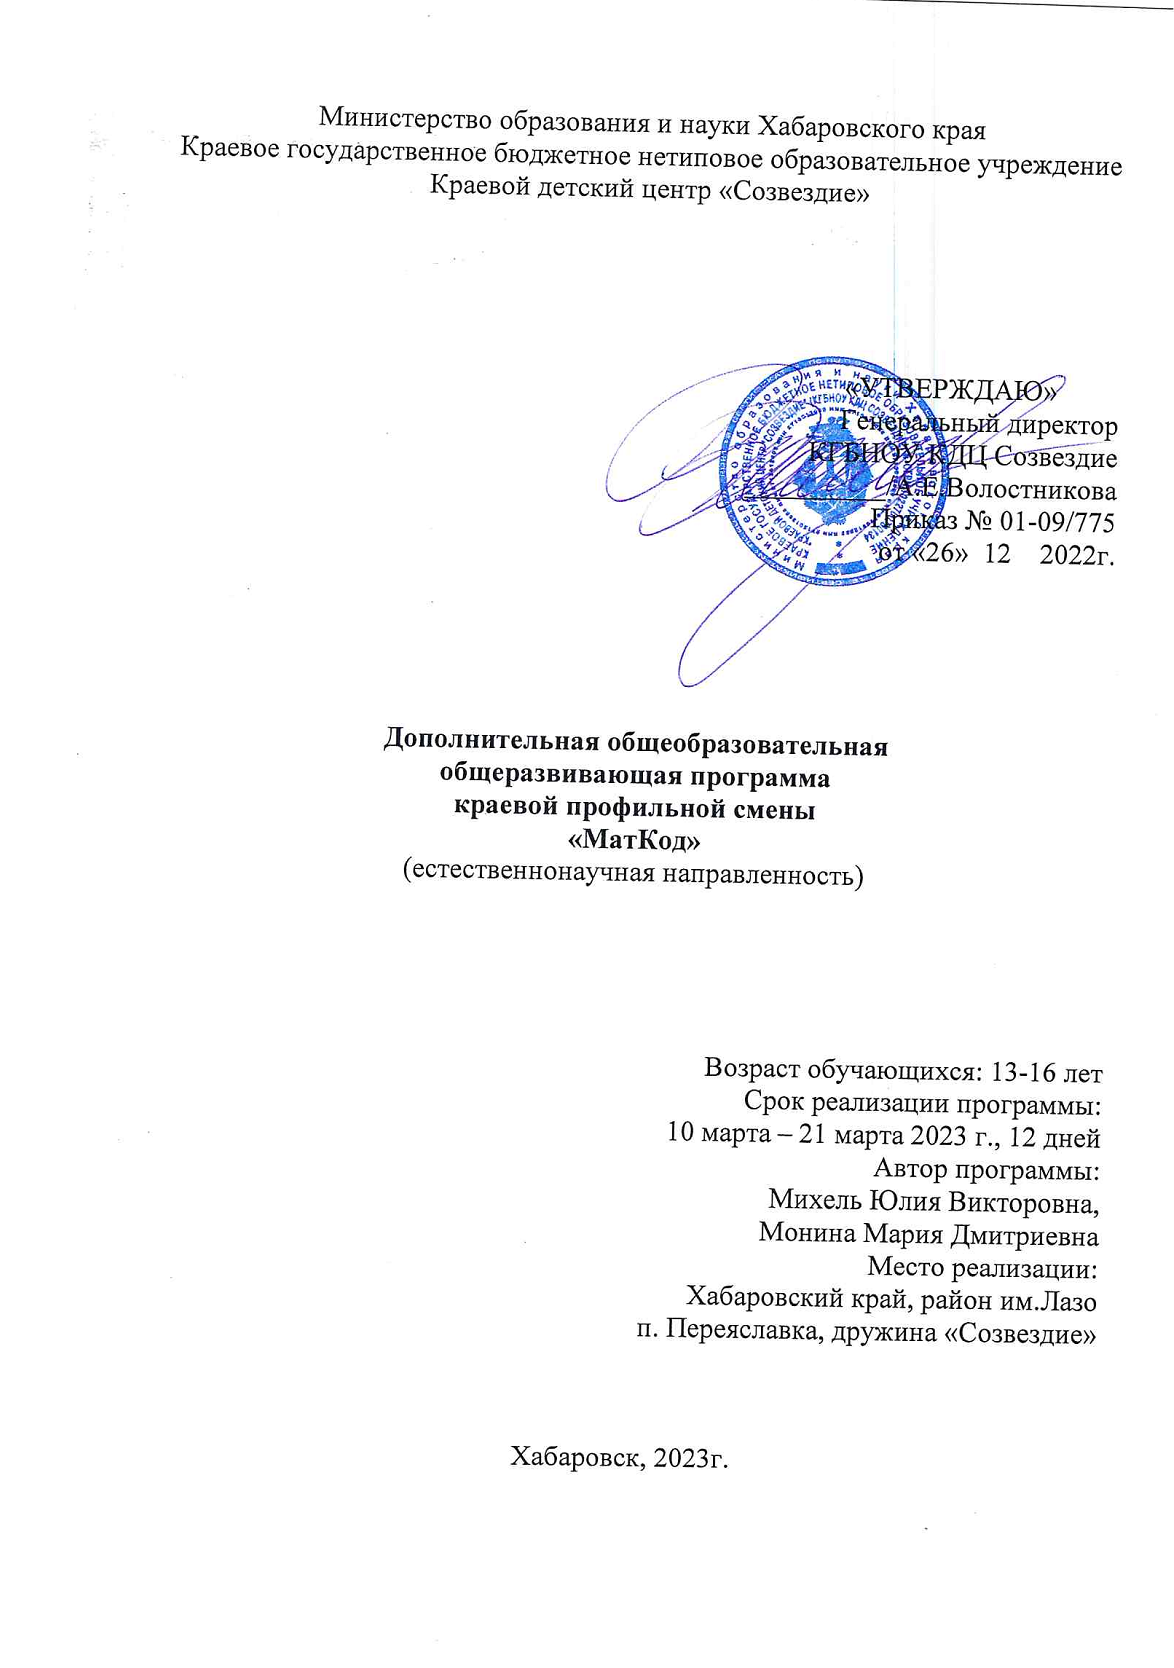 Министерство образования и науки Хабаровского края
Краевое государственное бюджетное нетиповое образовательное учреждение
Краевой детский центр «Созвездие»
«УТВЕРЖДАЮ»
Генеральный директор
КГБНОУ КДЦ Созвездие
/А.Е.Волостникова
Приказ № 01-09/775
от «26» 12 2022г.
Дополнительная общеобразовательная
общеразвивающая программа
краевой профильной смены
«МатКод»
(естественнонаучная направленность)
Возраст обучающихся: 13-16 лет
Срок реализации программы:
10 марта – 21 марта 2023 г., 12 дней
Автор программы:
Михель Юлия Викторовна,
Монина Мария Дмитриевна
Место реализации:
Хабаровский край, район им.Лазо
п. Переяславка, дружина «Созвездие»
Хабаровск, 2023г.